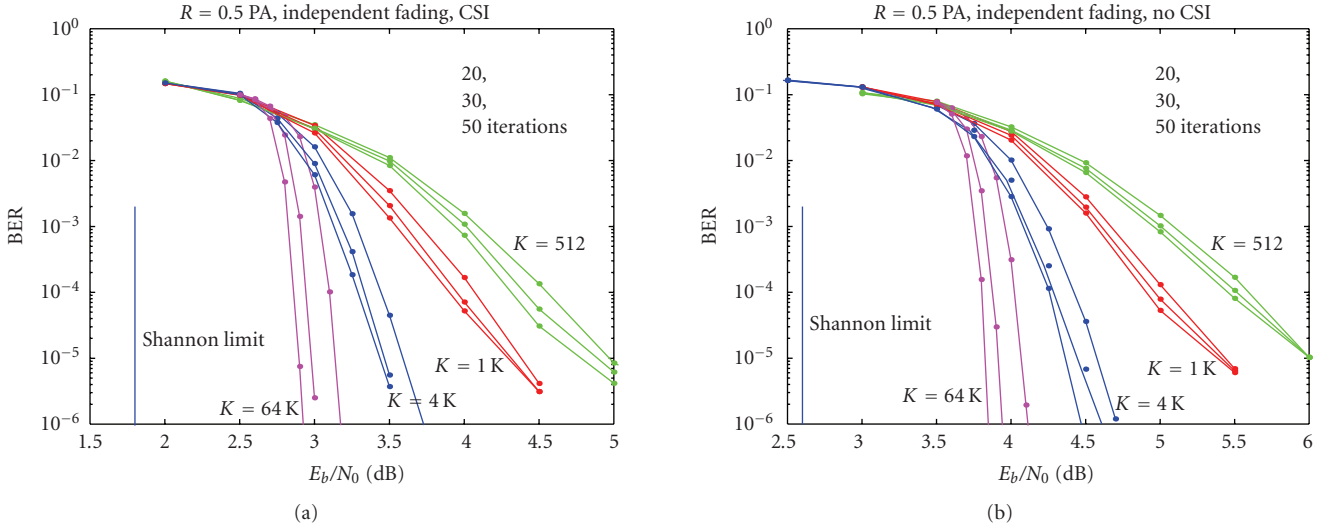 R = 0.5 PA, independent fading, CSI
10^0
10^-1
10^-2
10^-3
10^-4
10^-5
10^-6
BER
20,
30,
50 iterations
K = 512
Shannon limit
K = 1 K
K = 64 K
K = 4 K
1.5 2 2.5 3 3.5 4 4.5 5
E_b/N_0 (dB)
(a)
R = 0.5 PA, independent fading, no CSI
10^0
10^-1
10^-2
10^-3
10^-4
10^-5
10^-6
BER
20,
30,
50 iterations
K = 512
Shannon limit
K = 1 K
K = 64 K
K = 4 K
2.5 3 3.5 4 4.5 5 5.5 6
E_b/N_0 (dB)
(b)